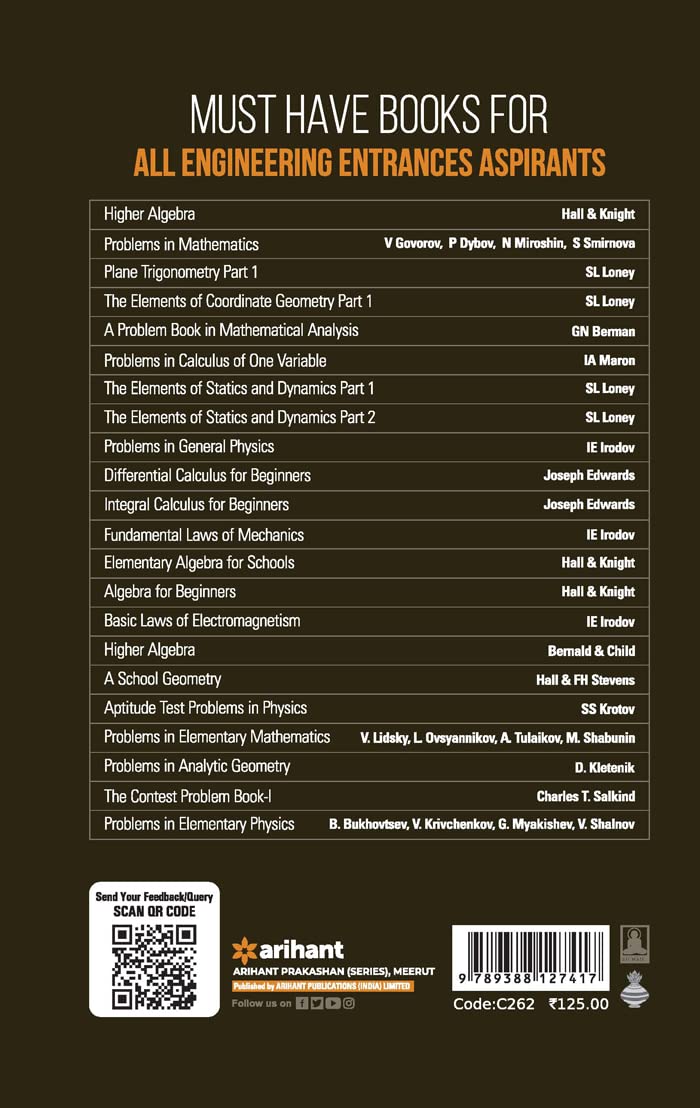 MUST HAVE BOOKS FOR
ALL ENGINEERING ENTRANCES ASPIRANTS
Higher Algebra Hall & Knight
Problems in Mathematics V Govorov, P Dybov, N Miroshin, S Smirnova
Plane Trigonometry Part 1 SL Loney
The Elements of Coordinate Geometry Part 1 SL Loney
A Problem Book in Mathematical Analysis GN Berman
Problems in Calculus of One Variable IA Maron
The Elements of Statics and Dynamics Part 1 SL Loney
The Elements of Statics and Dynamics Part 2 SL Loney
Problems in General Physics IE Irodov
Differential Calculus for Beginners Joseph Edwards
Integral Calculus for Beginners Joseph Edwards
Fundamental Laws of Mechanics IE Irodov
Elementary Algebra for Schools Hall & Knight
Algebra for Beginners Hall & Knight
Basic Laws of Electromagnetism IE Irodov
Higher Algebra Bernald & Child
A School Geometry Hall & FH Stevens
Aptitude Test Problems in Physics SS Krotov
Problems in Elementary Mathematics V. Lidsky, L. Ovsyannikov, A. Tulaikov, M. Shabunin
Problems in Analytic Geometry D. Kletenik
The Contest Problem Book-I Charles T. Salkind
Problems in Elementary Physics B. Bukhovtsev, V. Krivchenkov, G. Myakishev, V. Shalnov
Send Your Feedback/Query
SCAN QR CODE
arihant
ARIHANT PRAKASHAN (SERIES), MEERUT
Published by ARIHANT PUBLICATIONS (INDIA) LIMITED
Follow us on
9 789388 127417
Code:C262 ₹125.00